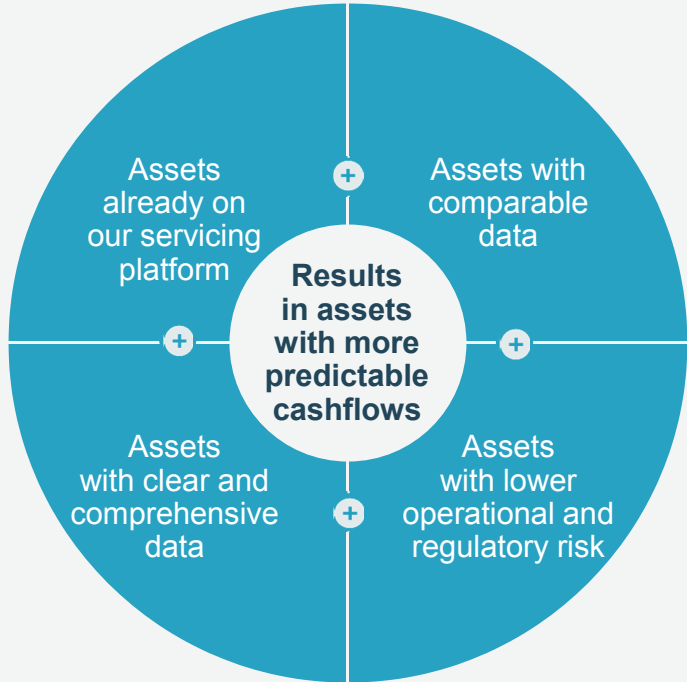 Assets
already on
our servicing
platform
+
Assets with
comparable
data
Results
in assets
with more
predictable
cashflows
+
+
Assets
with clear and
comprehensive
data
+
Assets
with lower
operational and
regulatory risk